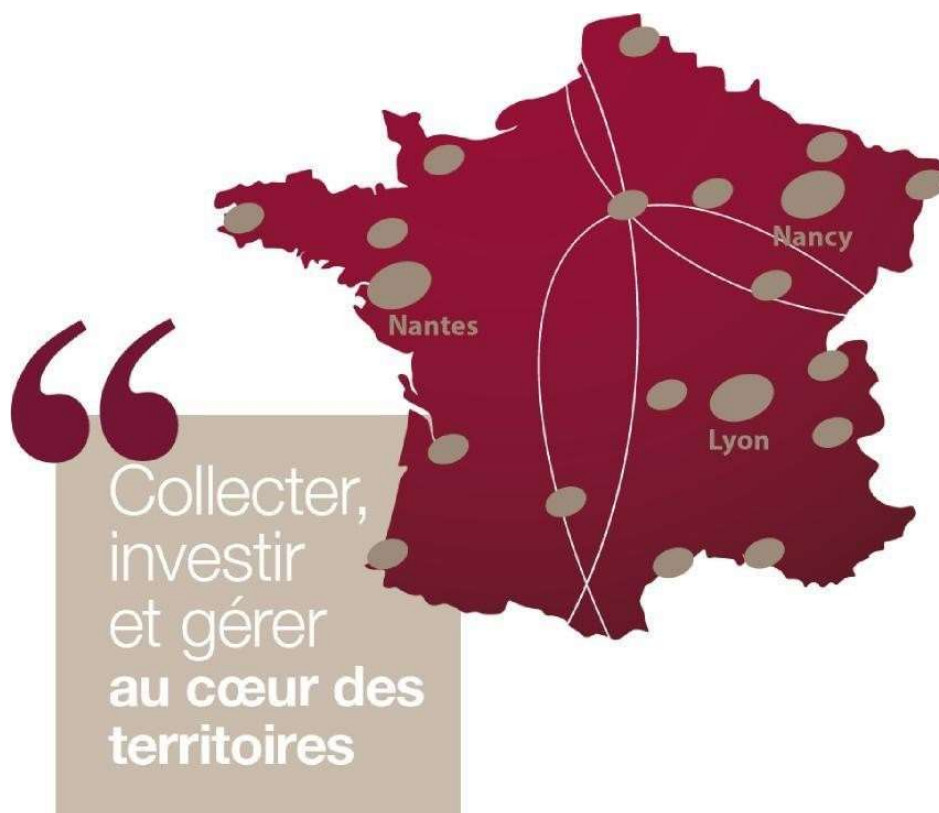 Nancy
Nantes
Lyon
“
Collecter,
investir
et gérer
au cœur des
territoires